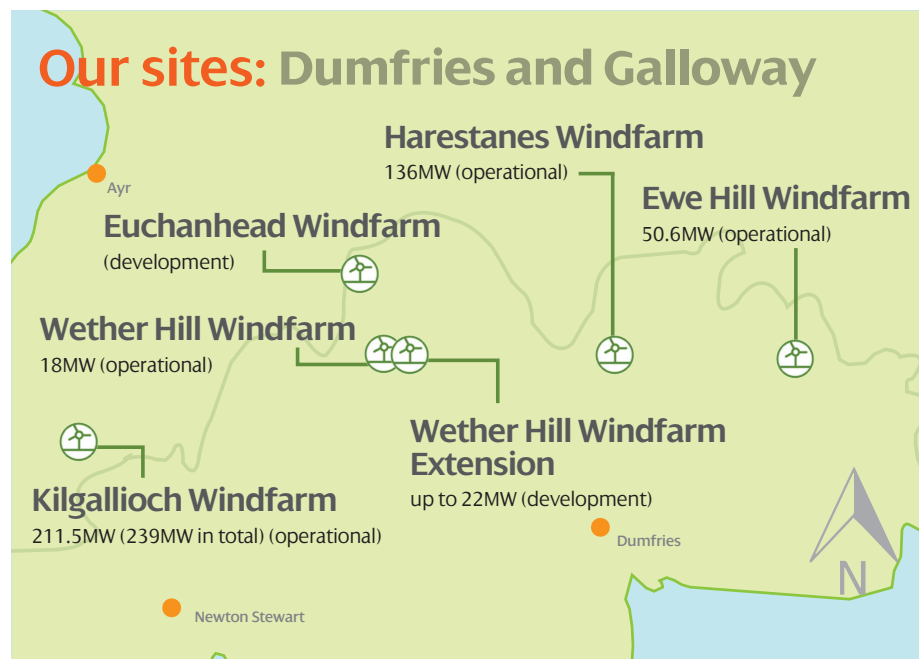 Our sites: Dumfries and Galloway
Harestanes Windfarm
136MW (operational)
Ayr
Ewe Hill Windfarm
50.6MW (operational)
Euchanhead Windfarm
(development)
Wether Hill Windfarm
18MW (operational)
Wether Hill Windfarm
Extension
up to 22MW (development)
Kilgallioch Windfarm
211.5MW (239MW in total) (operational)
Dumfries
N
Newton Stewart